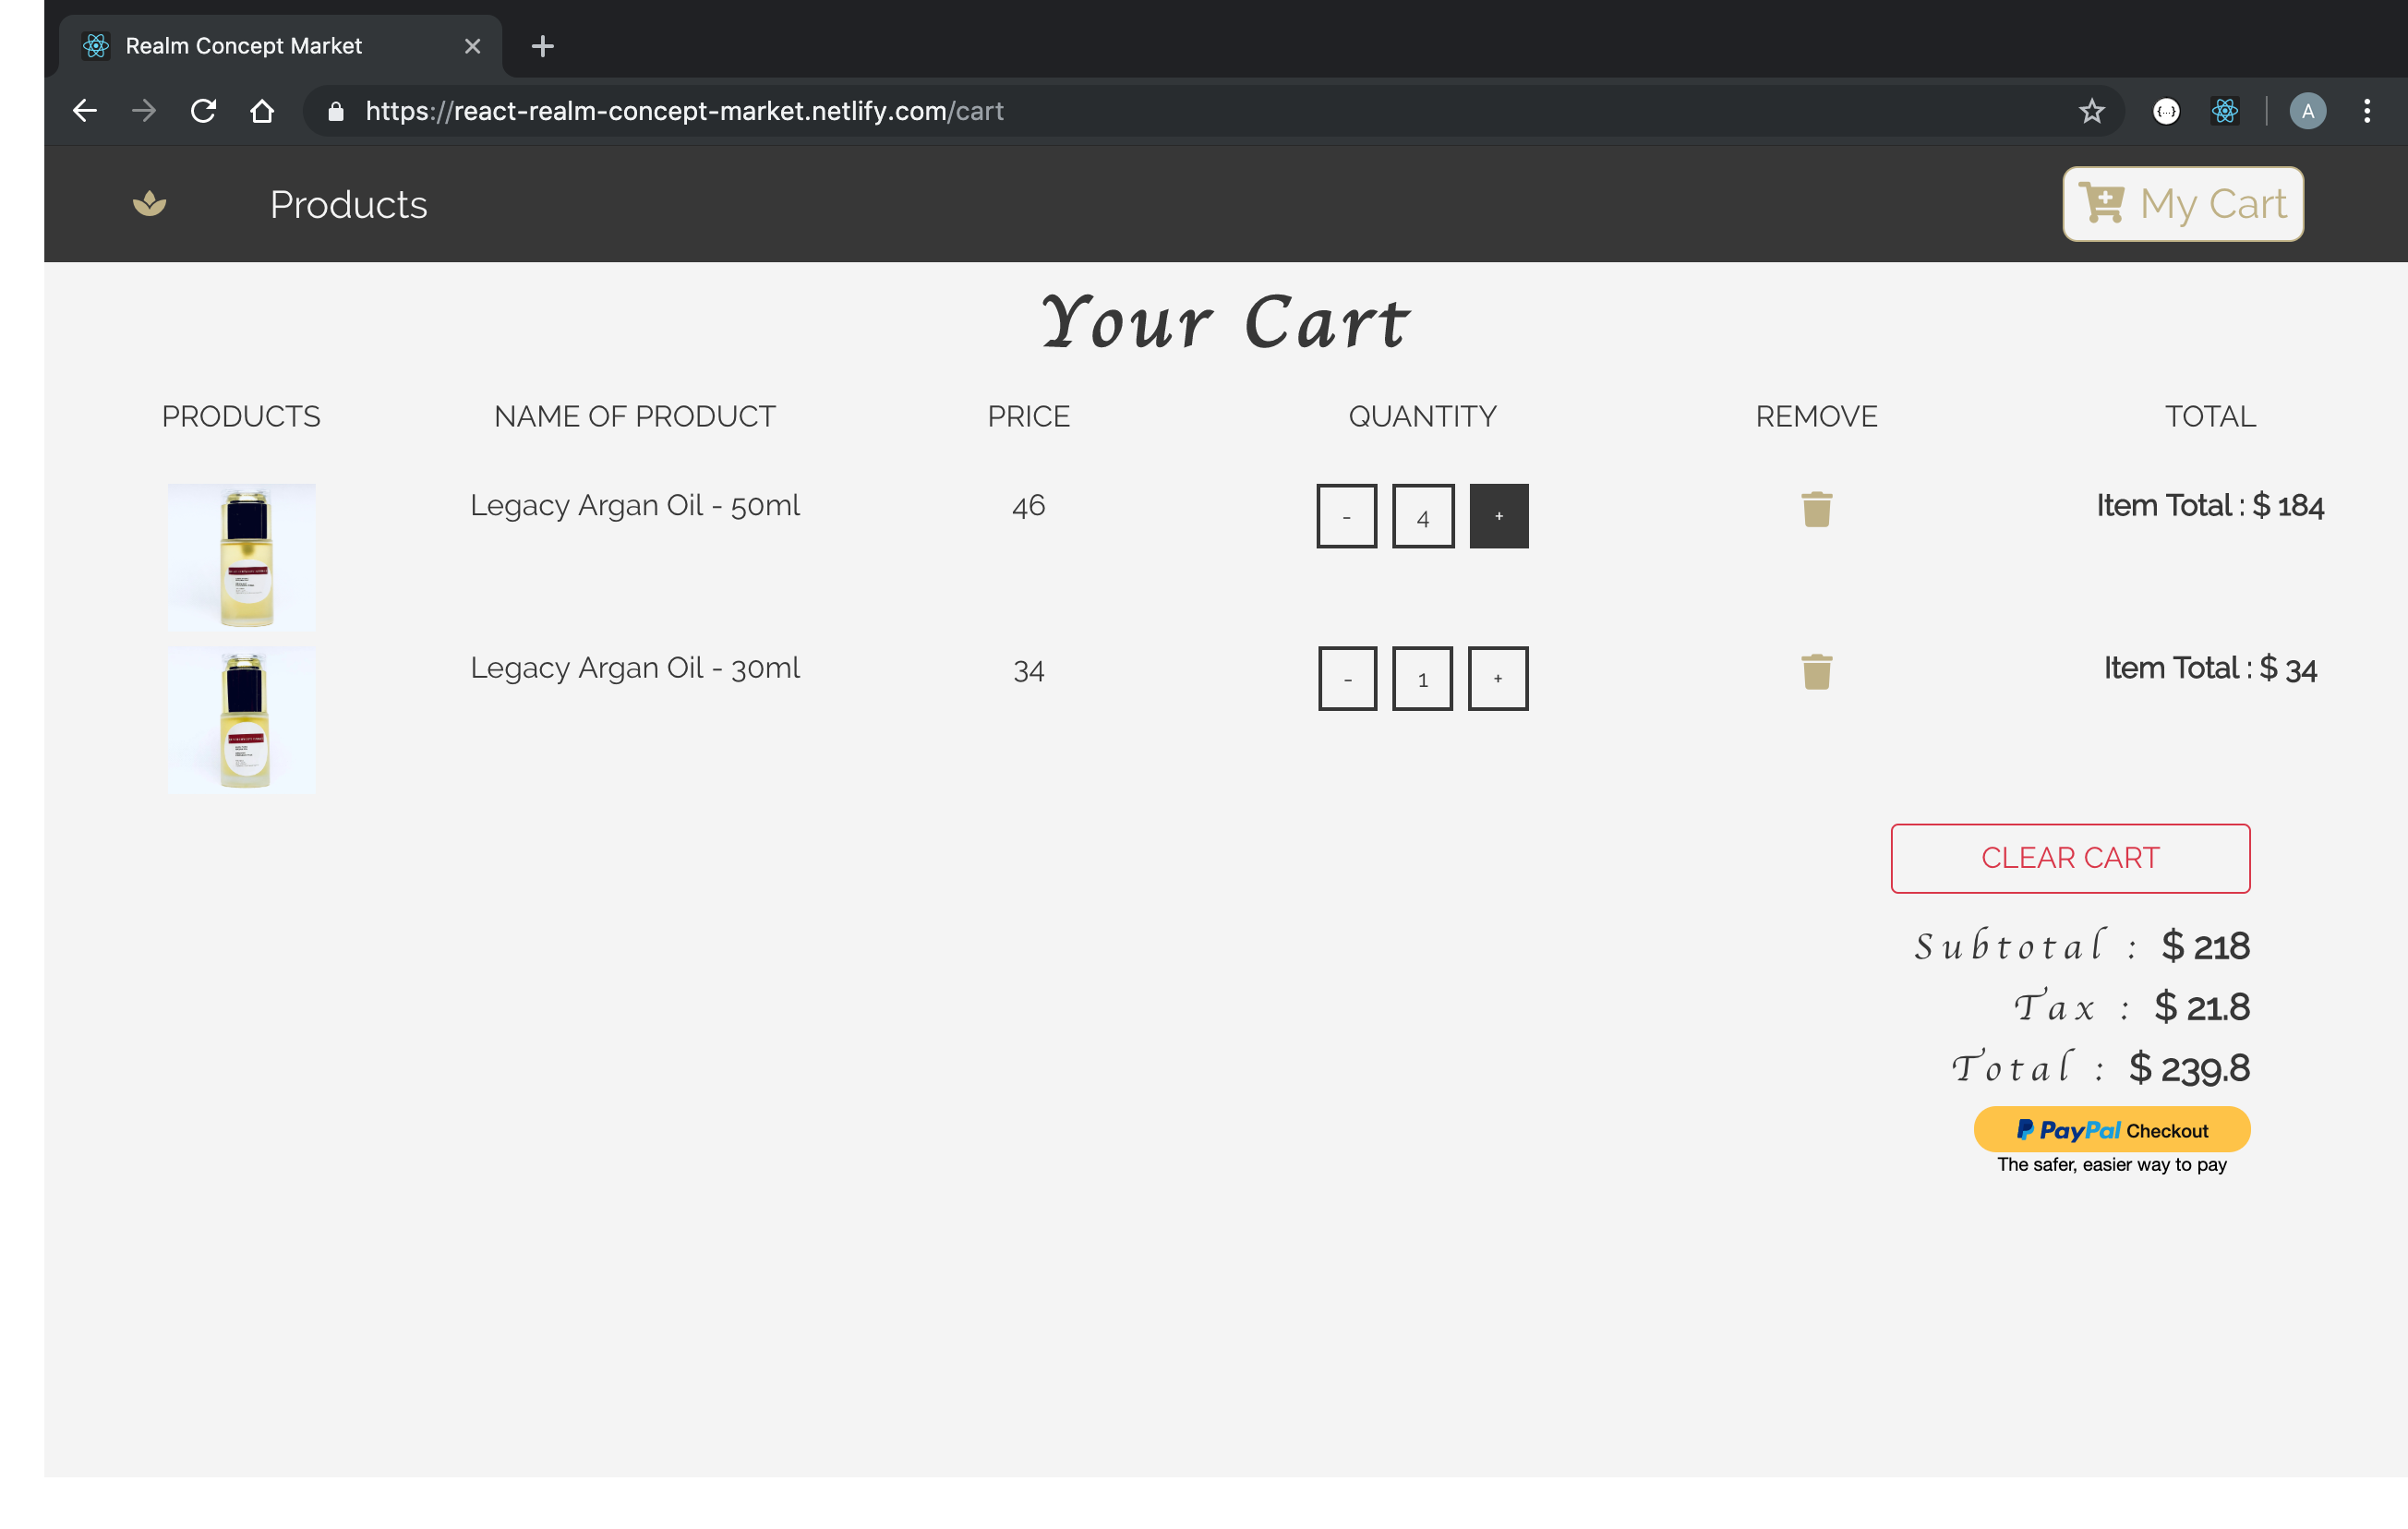 Realm Concept Market
https://react-realm-concept-market.netlify.com/cart
A
Products
My Cart
Your Cart
PRODUCTS NAME OF PRODUCT PRICE QUANTITY REMOVE TOTAL
Legacy Argan Oil - 50ml 46 - 4 + Item Total : $ 184
Legacy Argan Oil - 30ml 34 - 1 + Item Total : $ 34
CLEAR CART
Subtotal : $ 218
Tax : $ 21.8
Total : $ 239.8
PayPal Checkout
The safer, easier way to pay